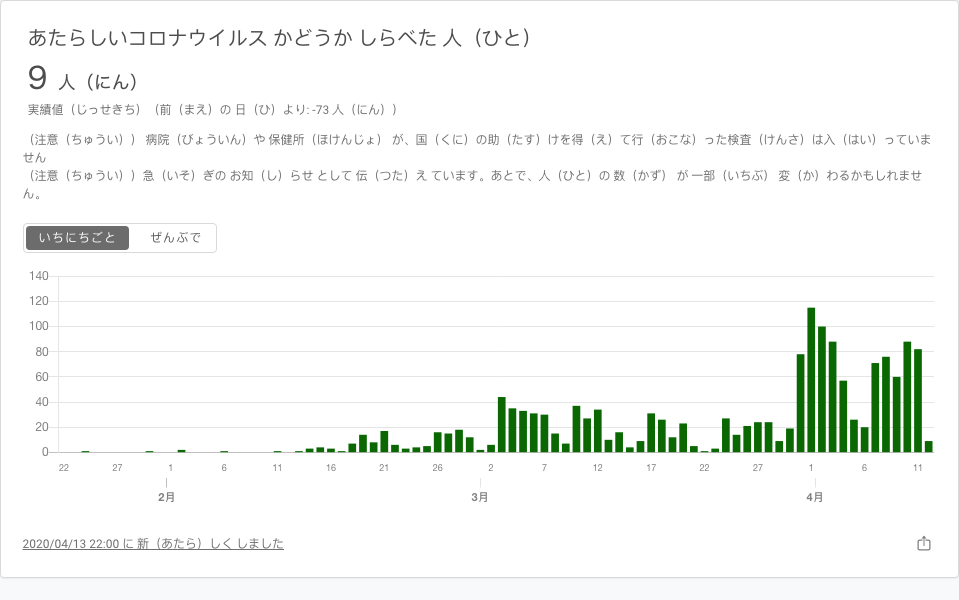 あたらしいコロナウイルス かどうか しらべた 人（ひと）
9 人（にん）
実績値（じっせきち）（前（まえ）の 日（ひ）より: -73 人（にん））
（注意（ちゅうい）） 病院（びょういん）や 保健所（ほけんじょ） が、国（くに）の助（たす）けを得（え）て行（おこな）った検査（けんさ）は入（はい）っていま
せん
（注意（ちゅうい））急（いそ）ぎの お知（し）らせ として 伝（つた）え ています。あとで、人（ひと）の 数（かず） が 一部（いちぶ） 変（か）わるかもしれませ
ん。
いちにちごと ぜんぶで
140
120
100
80
60
40
20
0
22 27 1 6 11 16 21 26 2 7 12 17 22 27 1 6 11
2月 3月 4月
2020/04/13 22:00 に 新（あたら）しく しました